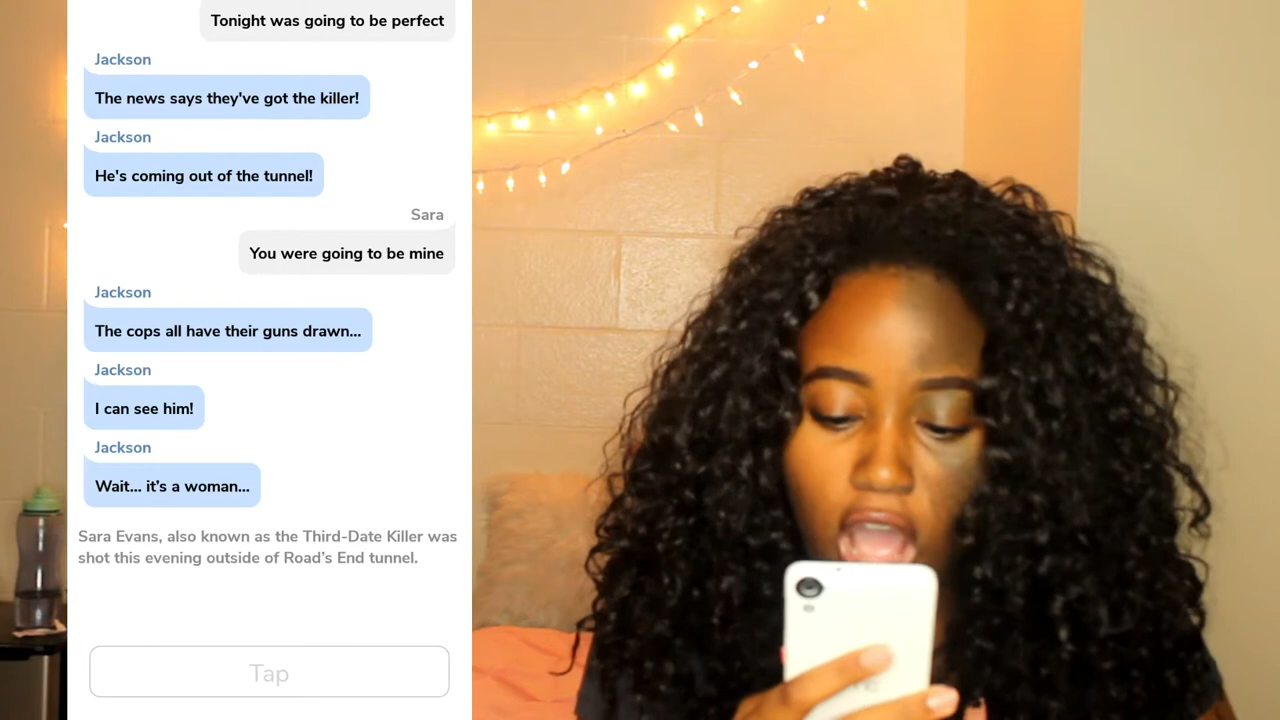 Tonight was going to be perfect
Jackson
The news says they've got the killer!
Jackson
He's coming out of the tunnel!
Sara
You were going to be mine
Jackson
The cops all have their guns drawn...
Jackson
I can see him!
Jackson
Wait... it's a woman...
Sara Evans, also known as the Third-Date Killer was
shot this evening outside of Road's End tunnel.
Tap